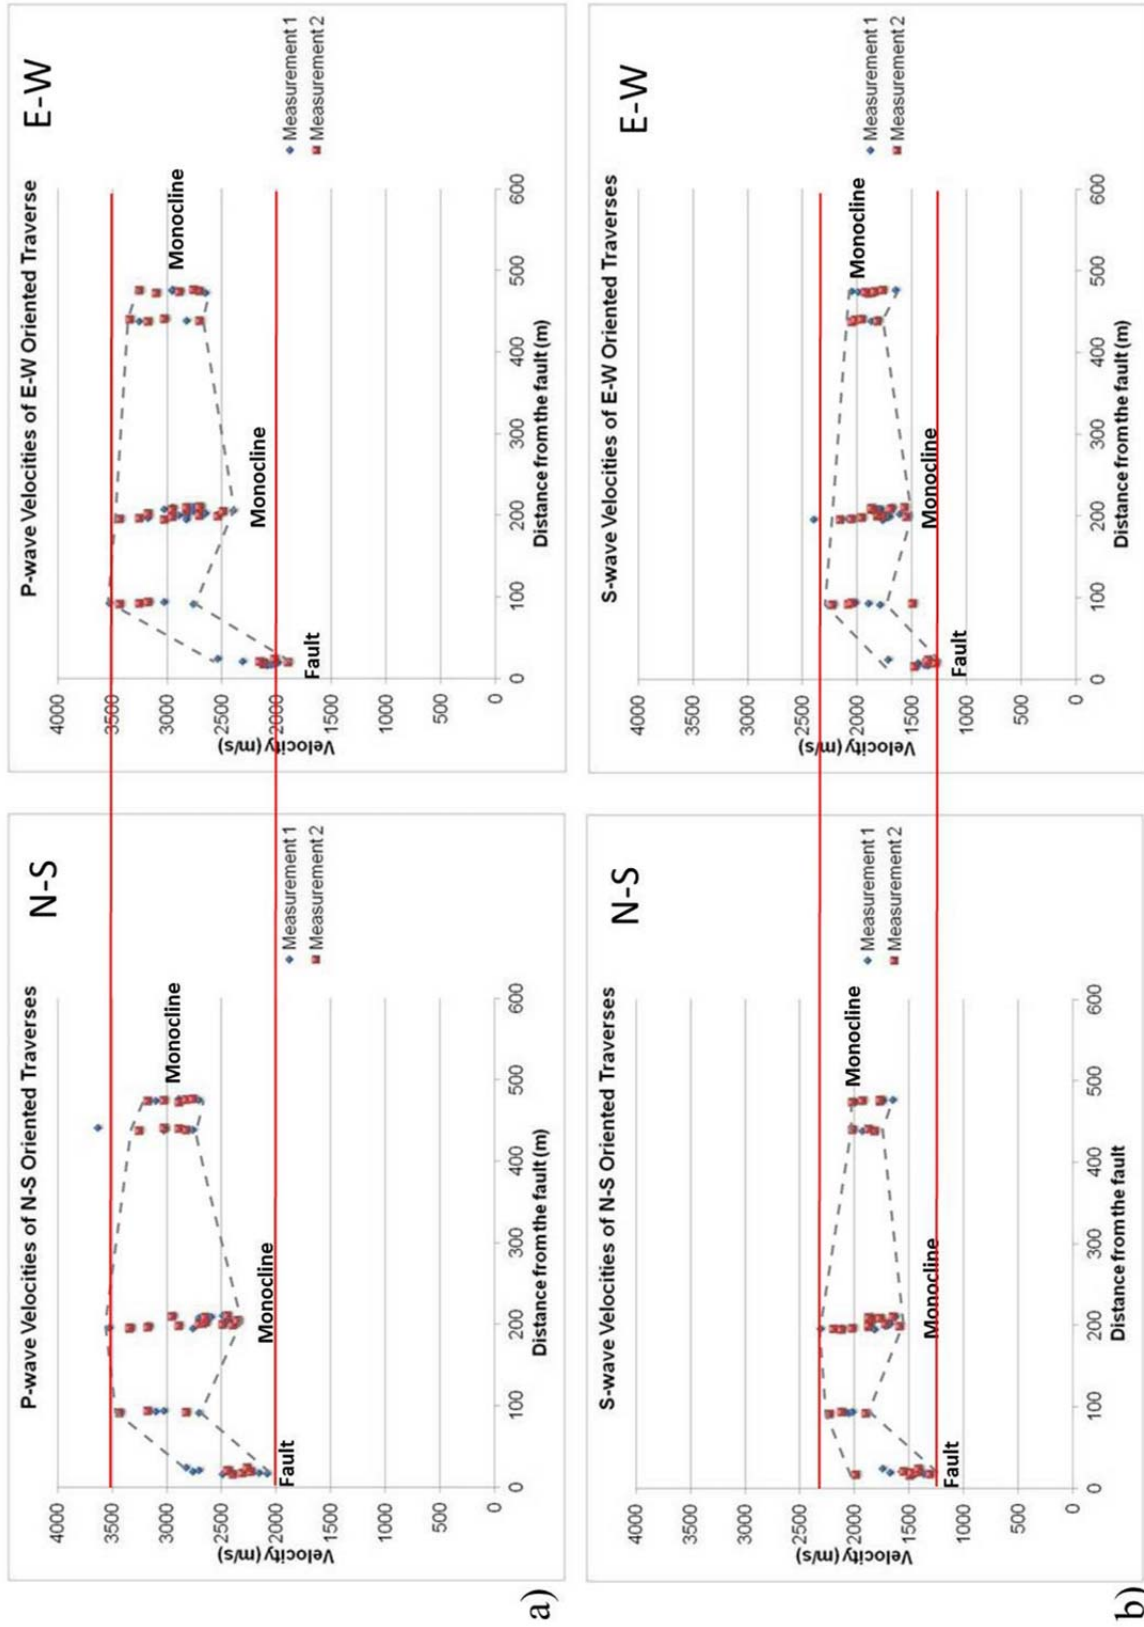 a)
N-S
P-wave Velocities of N-S Oriented Traverses
Velocity (m/s)
4000
3500
3000
2500
2000
1500
1000
500
0
0
100
200
300
400
500
600
Distance from the fault (m)
Fault
Monocline
Monocline
Measurement 1
Measurement 2
E-W
P-wave Velocities of E-W Oriented Traverse
Velocity (m/s)
4000
3500
3000
2500
2000
1500
1000
500
0
0
100
200
300
400
500
600
Distance from the fault (m)
Fault
Monocline
Monocline
Measurement 1
Measurement 2
b)
N-S
S-wave Velocities of N-S Oriented Traverses
Velocity (m/s)
4000
3500
3000
2500
2000
1500
1000
500
0
0
100
200
300
400
500
600
Distance from the fault
Fault
Monocline
Monocline
Measurement 1
Measurement 2
E-W
S-wave Velocities of E-W Oriented Traverses
Velocity (m/s)
4000
3500
3000
2500
2000
1500
1000
500
0
0
100
200
300
400
500
600
Distance from the fault (m)
Fault
Monocline
Monocline
Measurement 1
Measurement 2